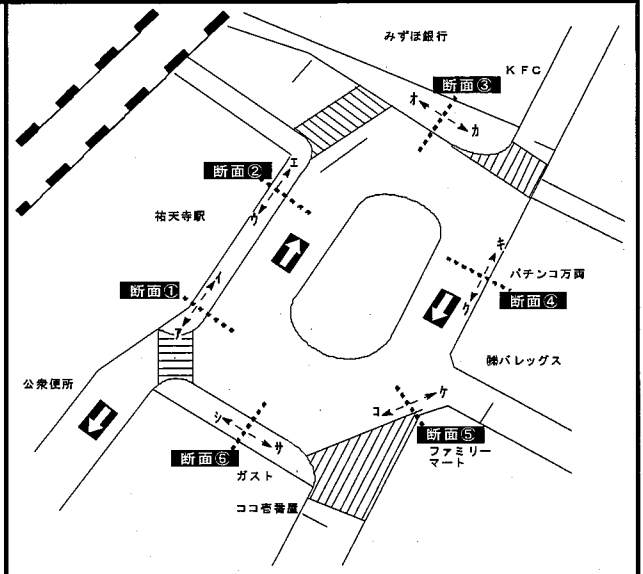 みずほ銀行
KFC
断面③
オ
カ
断面②
エ
ウ
祐天寺駅
キ
パチンコ万両
断面④
ク
断面①
イ
ア
㈱バレッグス
公衆便所
ケ
コ
シ
サ
断面⑤
ファミリー
マート
断面⑥
ガスト
ココ壱番屋